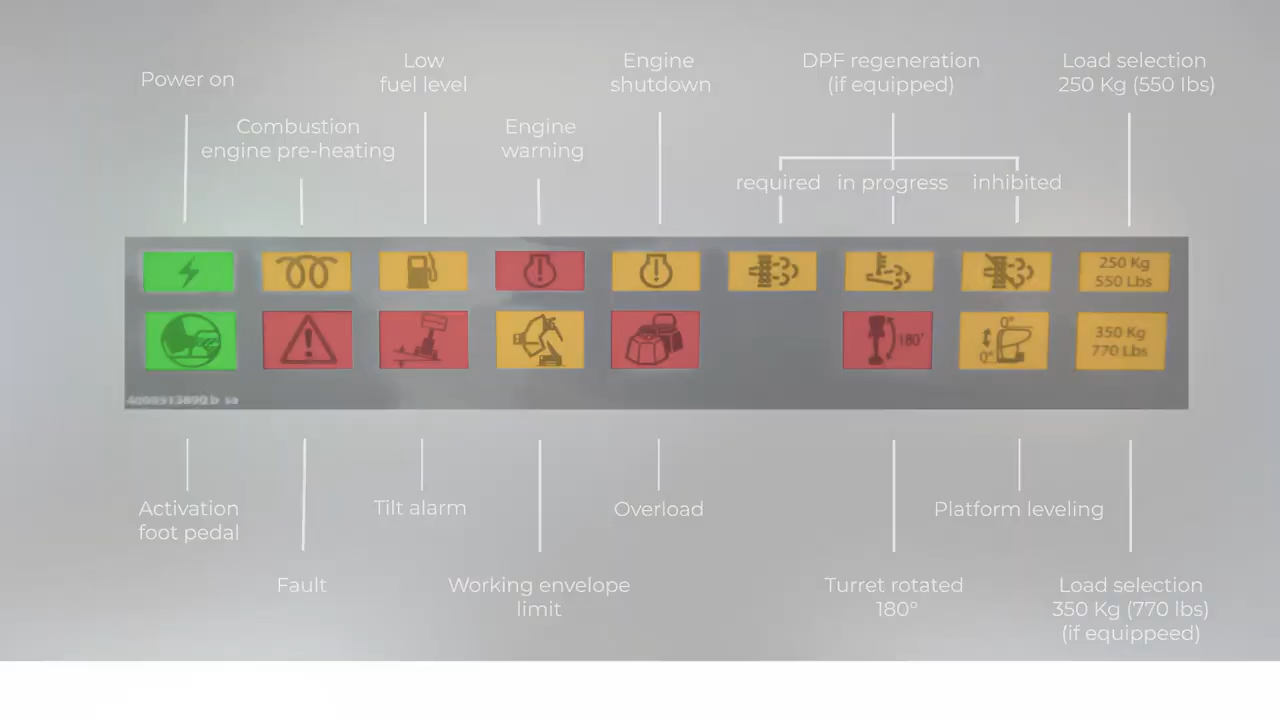 Power on
Combustion
engine pre-heating
Low
fuel level
Engine
warning
Engine
shutdown
DPF regeneration
(if equipped)
required in progress inhibited
Load selection
250 Kg (550 lbs)
250 Kg
550 Lbs
180°
0°
0°
350 Kg
770 Lbs
Activation
foot pedal
Fault
Tilt alarm
Working envelope
limit
Overload
Turret rotated
180°
Platform leveling
Load selection
350 Kg (770 lbs)
(if equippeed)